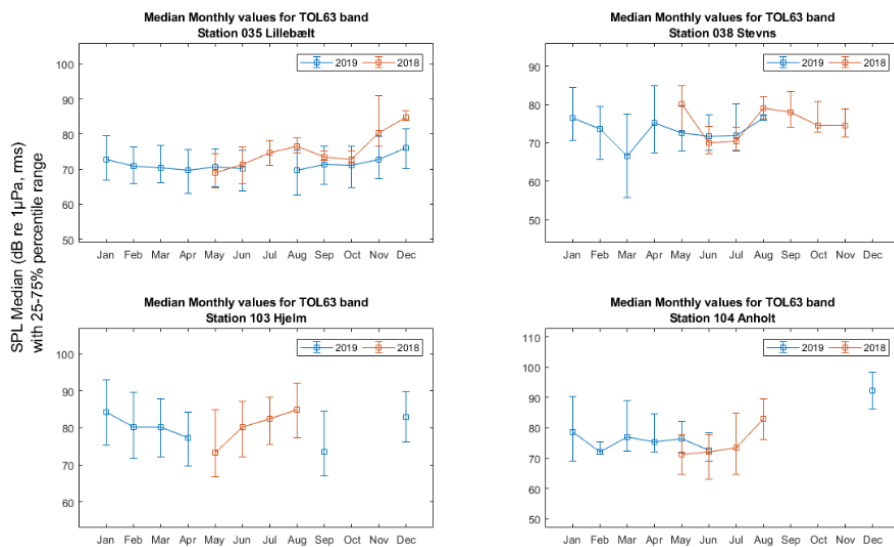 SPL Median (dB re 1µPa, rms)
with 25-75% percentile range
Median Monthly values for TOL63 band
Station 035 Lillebælt
2019
2018
100
90
80
70
60
50
Jan Feb Mar Apr May Jun Jul Aug Sep Oct Nov Dec
Median Monthly values for TOL63 band
Station 038 Stevns
2019
2018
90
80
70
60
50
Jan Feb Mar Apr May Jun Jul Aug Sep Oct Nov Dec
Median Monthly values for TOL63 band
Station 103 Hjelm
2019
2018
100
90
80
70
60
Jan Feb Mar Apr May Jun Jul Aug Sep Oct Nov Dec
Median Monthly values for TOL63 band
Station 104 Anholt
2019
2018
110
100
90
80
70
60
50
Jan Feb Mar Apr May Jun Jul Aug Sep Oct Nov Dec